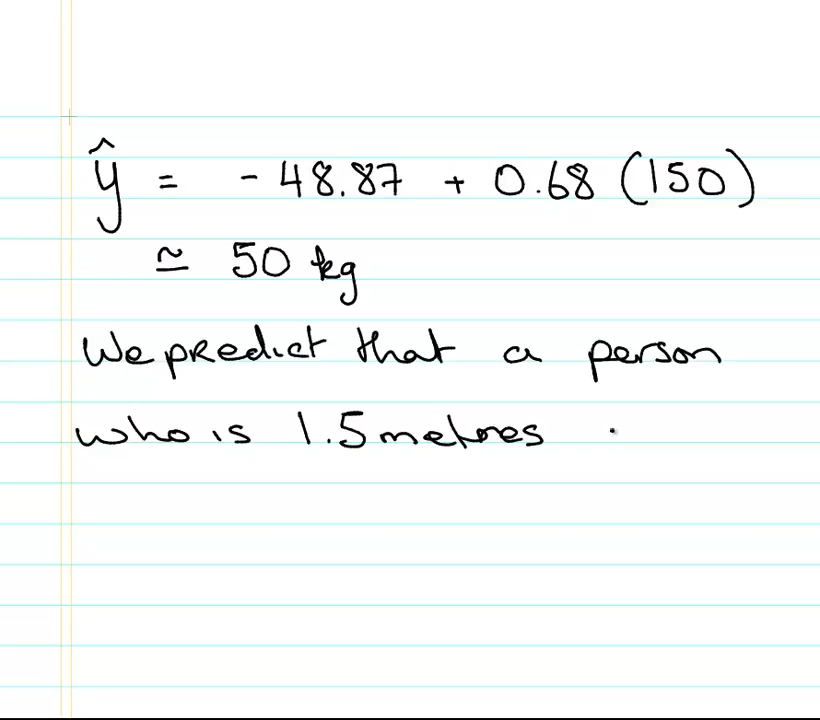 ŷ = - 48.87 + 0.68 (150)
≃ 50 kg
We predict that a person
who is 1.5 metres